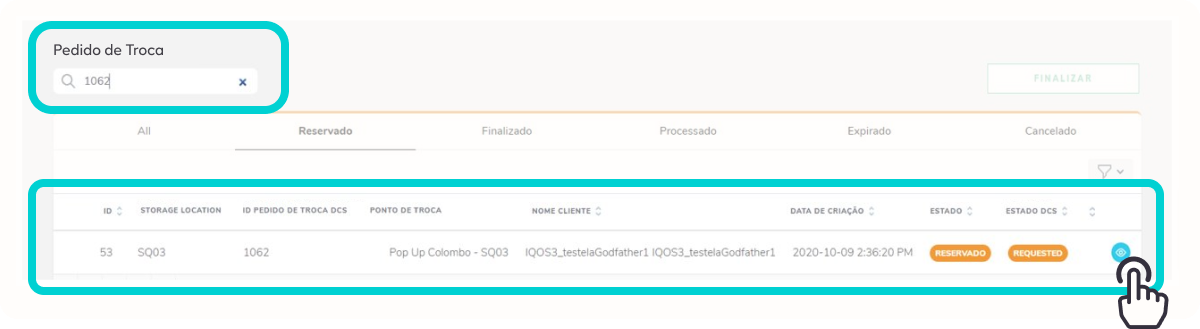 Pedido de Troca
1062
FINALIZAR
All Reservado Finalizado Processado Expirado Cancelado
ID STORAGE LOCATION ID PEDIDO DE TROCA DCS PONTO DE TROCA NOME CLIENTE DATA DE CRIAÇÃO ESTADO ESTADO DCS
53 SQ03 1062 Pop Up Colombo - SQ03 IQOS3_testelaGodfather1 IQOS3_testelaGodfather1 2020-10-09 2:36:20 PM RESERVADO REQUESTED